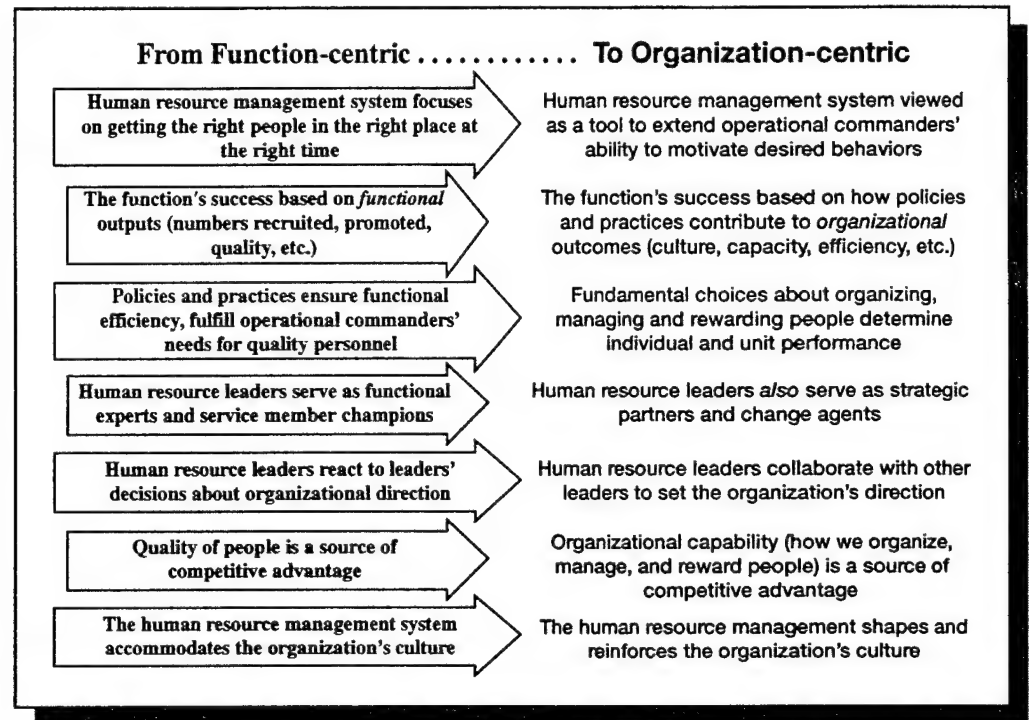 From Function-centric ............ To Organization-centric
Human resource management system focuses
on getting the right people in the right place at
the right time
Human resource management system viewed
as a tool to extend operational commanders'
ability to motivate desired behaviors
The function's success based on functional
outputs (numbers recruited, promoted,
quality, etc.)
The function's success based on how policies
and practices contribute to organizational
outcomes (culture, capacity, efficiency, etc.)
Policies and practices ensure functional
efficiency, fulfill operational commanders'
needs for quality personnel
Fundamental choices about organizing,
managing and rewarding people determine
individual and unit performance
Human resource leaders serve as functional
experts and service member champions
Human resource leaders also serve as strategic
partners and change agents
Human resource leaders react to leaders'
decisions about organizational direction
Human resource leaders collaborate with other
leaders to set the organization's direction
Quality of people is a source of
competitive advantage
Organizational capability (how we organize,
manage, and reward people) is a source of
competitive advantage
The human resource management system
accommodates the organization's culture
The human resource management shapes and
reinforces the organization's culture